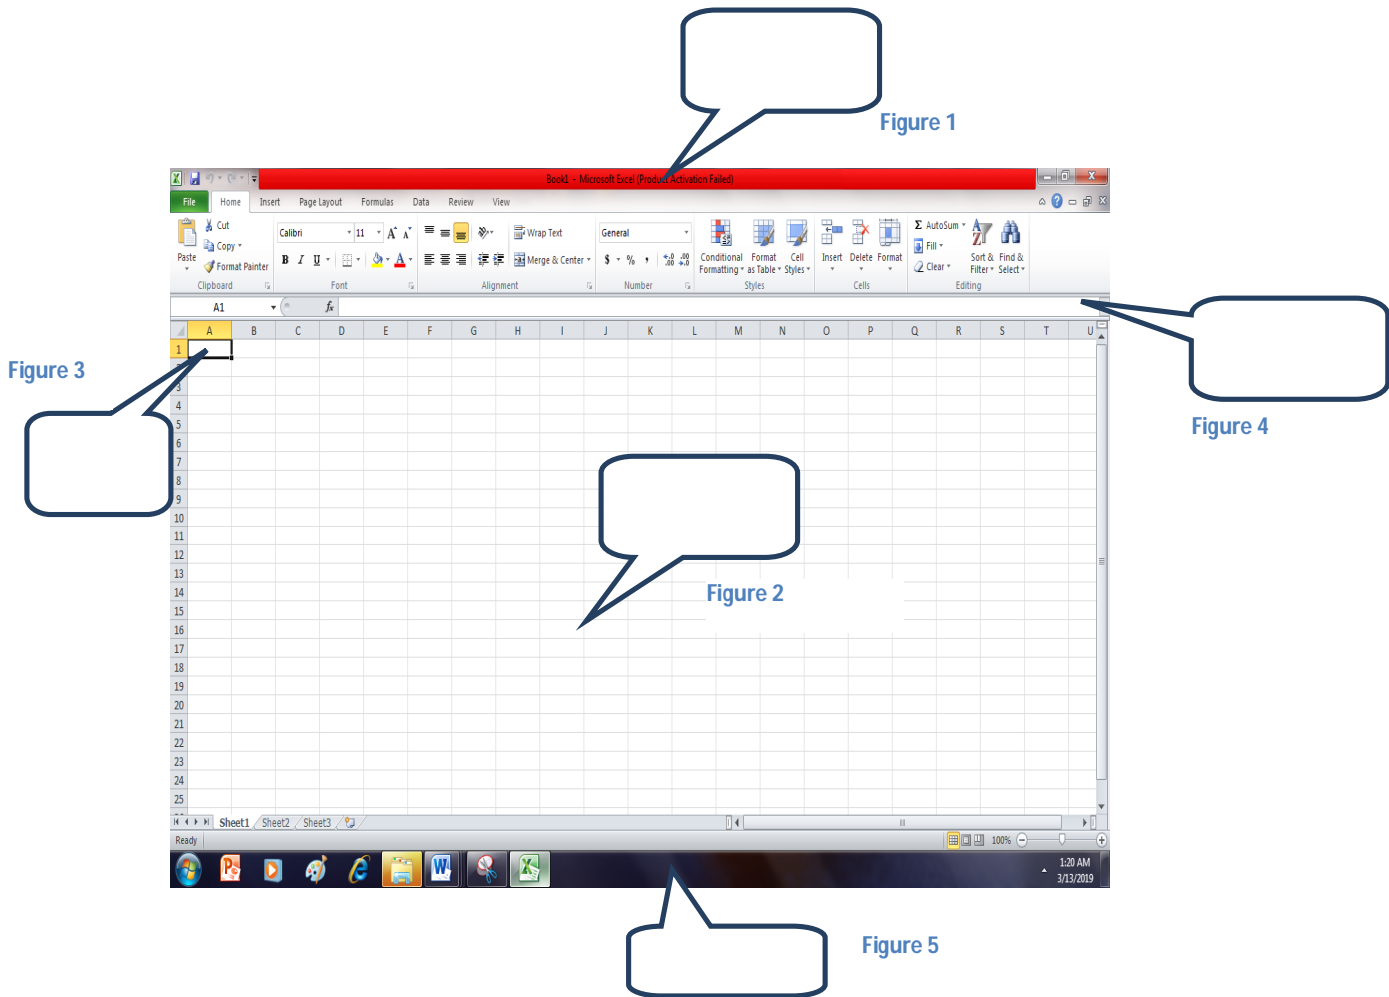 Figure 1
Book1 - Microsoft Excel (Product Activation Failed)
File Home Insert Page Layout Formulas Data Review View
Cut
Copy
Format Painter
Paste
Clipboard
Calibri 11 A A
B I U A
Font
Wrap Text
Merge & Center
Alignment
General
$ % , .0 .00 .00 .0
Number
Conditional Formatting
Format as Table
Cell Styles
Styles
Insert Delete Format
Cells
Σ AutoSum
Fill
Clear
Sort & Filter
Find & Select
Editing
A1 fx
A B C D E F G H I J K L M N O P Q R S T U
1
Figure 3
3
4
5
Figure 4
6
7
8
9
10
11
12
13
14
Figure 2
15
16
17
18
19
20
21
22
23
24
25
Sheet1 Sheet2 Sheet3
Ready 100%
1:20 AM
3/13/2019
Figure 5